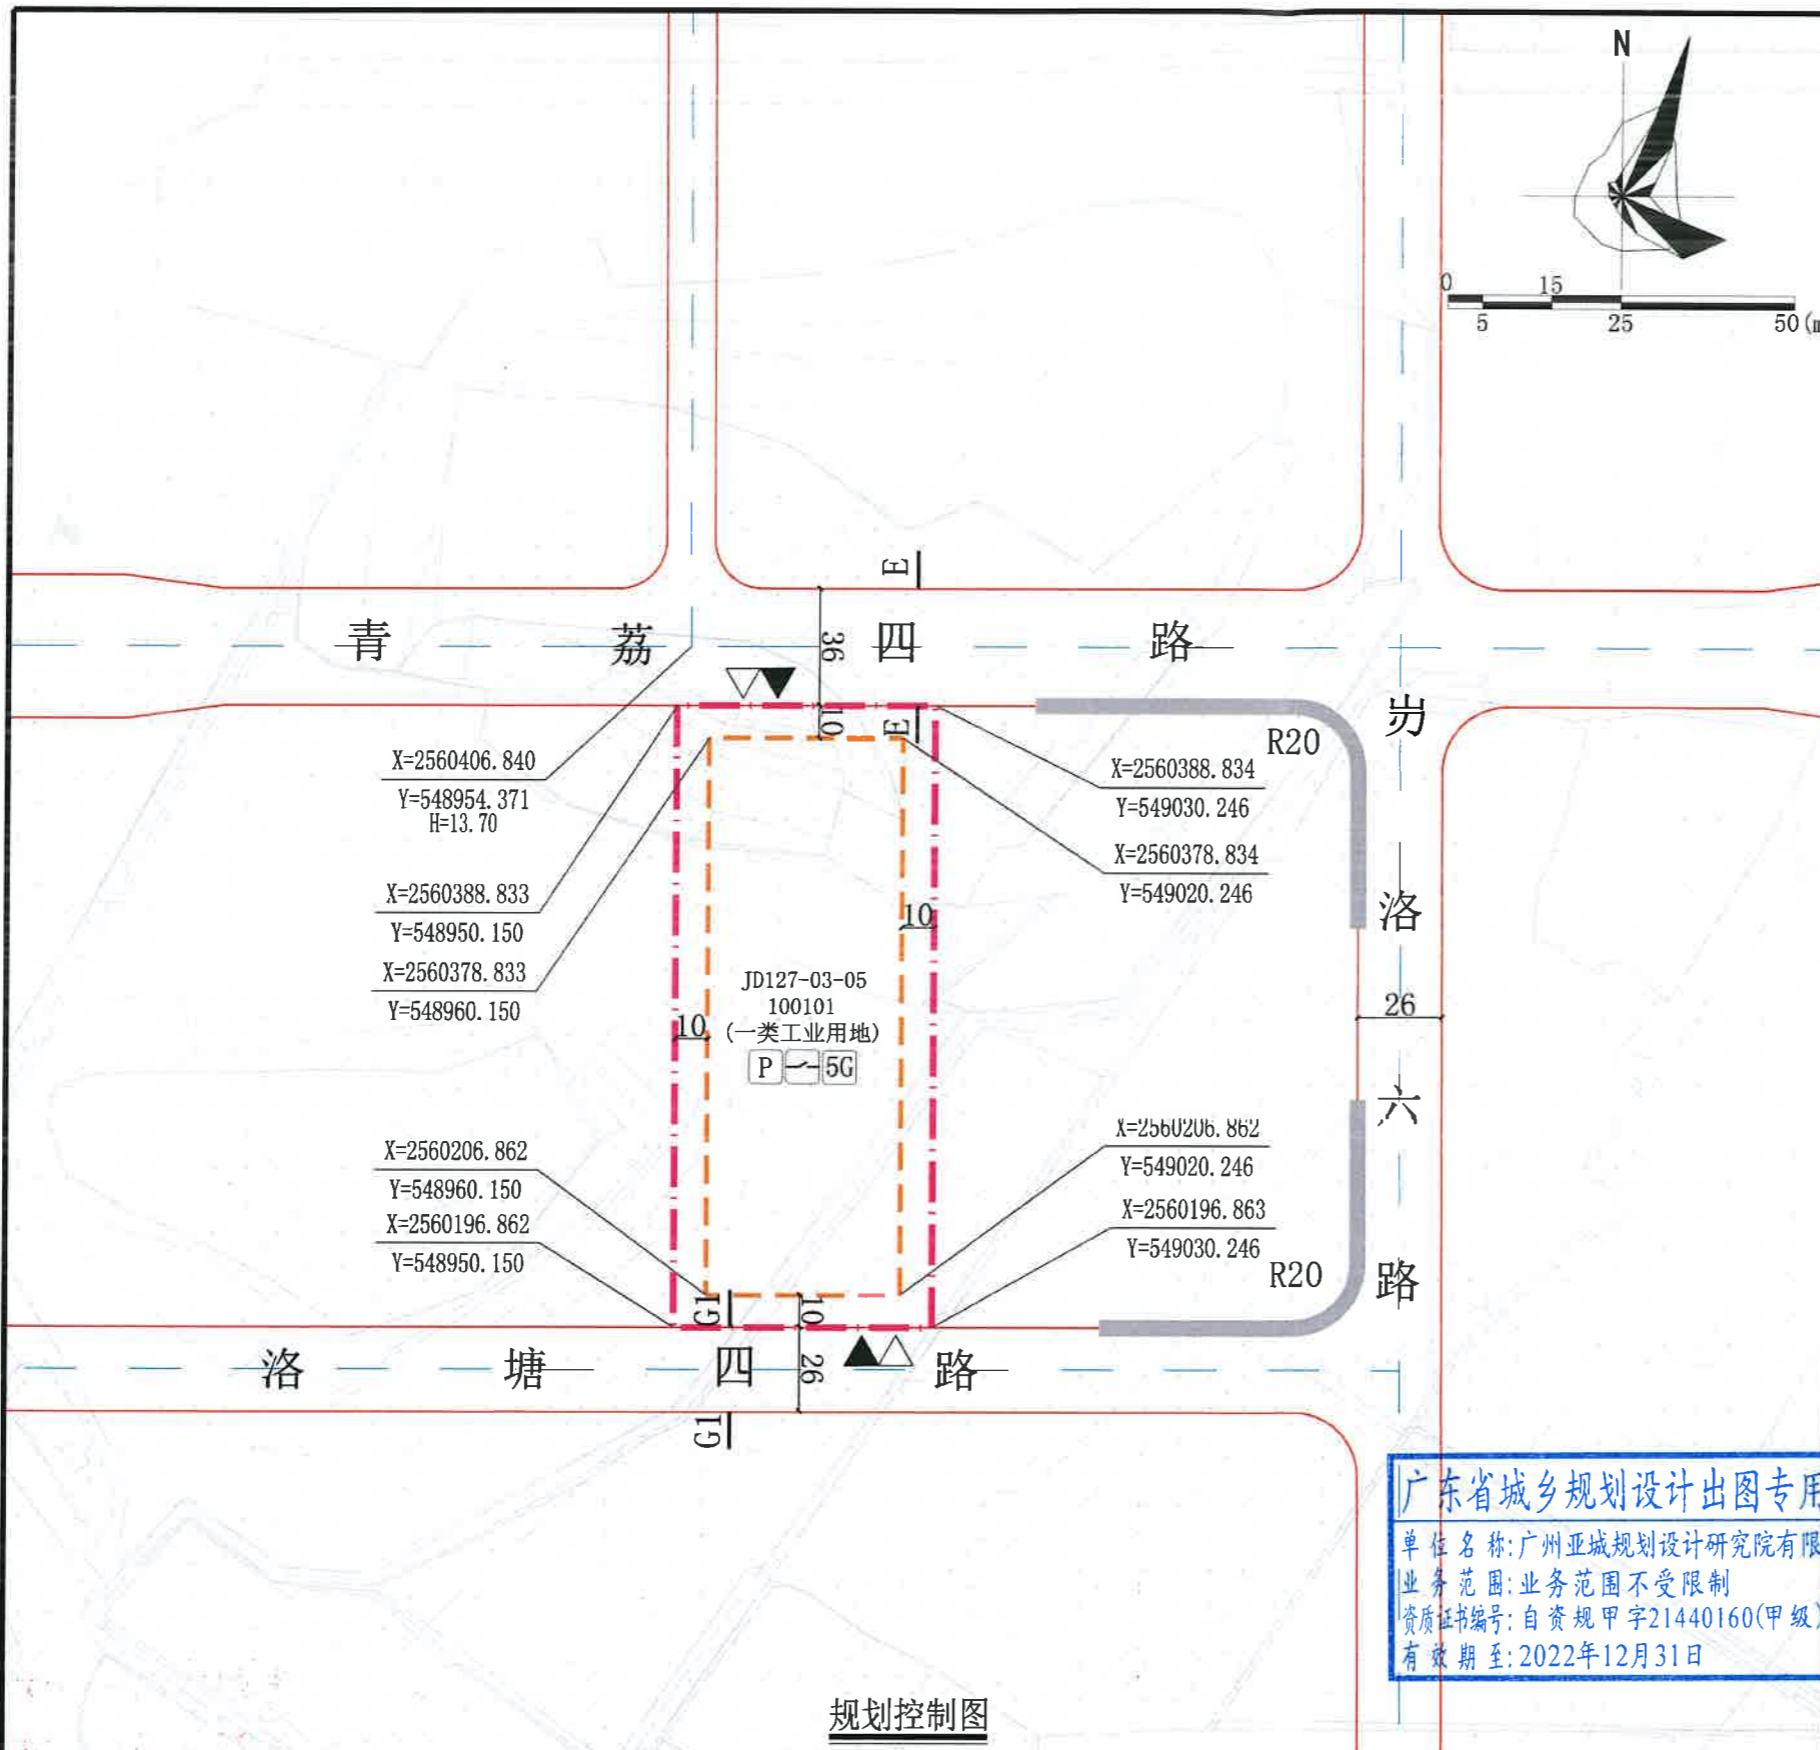 N
0 15
5 25 50(m
E
青荔四路
36
10
E
R20
屶洛六路
X=2560406.840
Y=548954.371
H=13.70
X=2560388.833
Y=548950.150
X=2560378.833
Y=548960.150
X=2560388.834
Y=549030.246
X=2560378.834
Y=549020.246
10
JD127-03-05
100101
(一类工业用地)
10
P 5G
26
X=2560206.862
Y=548960.150
X=2560196.862
Y=548950.150
X=2560206.862
Y=549020.246
X=2560196.863
Y=549030.246
R20
G1
10
洛塘四路
26
G1
广东省城乡规划设计出图专用
单位名称:广州亚城规划设计研究院有限
业务范围:业务范围不受限制
资质证书编号:自资规甲字21440160(甲级)
有效期至:2022年12月31日
规划控制图